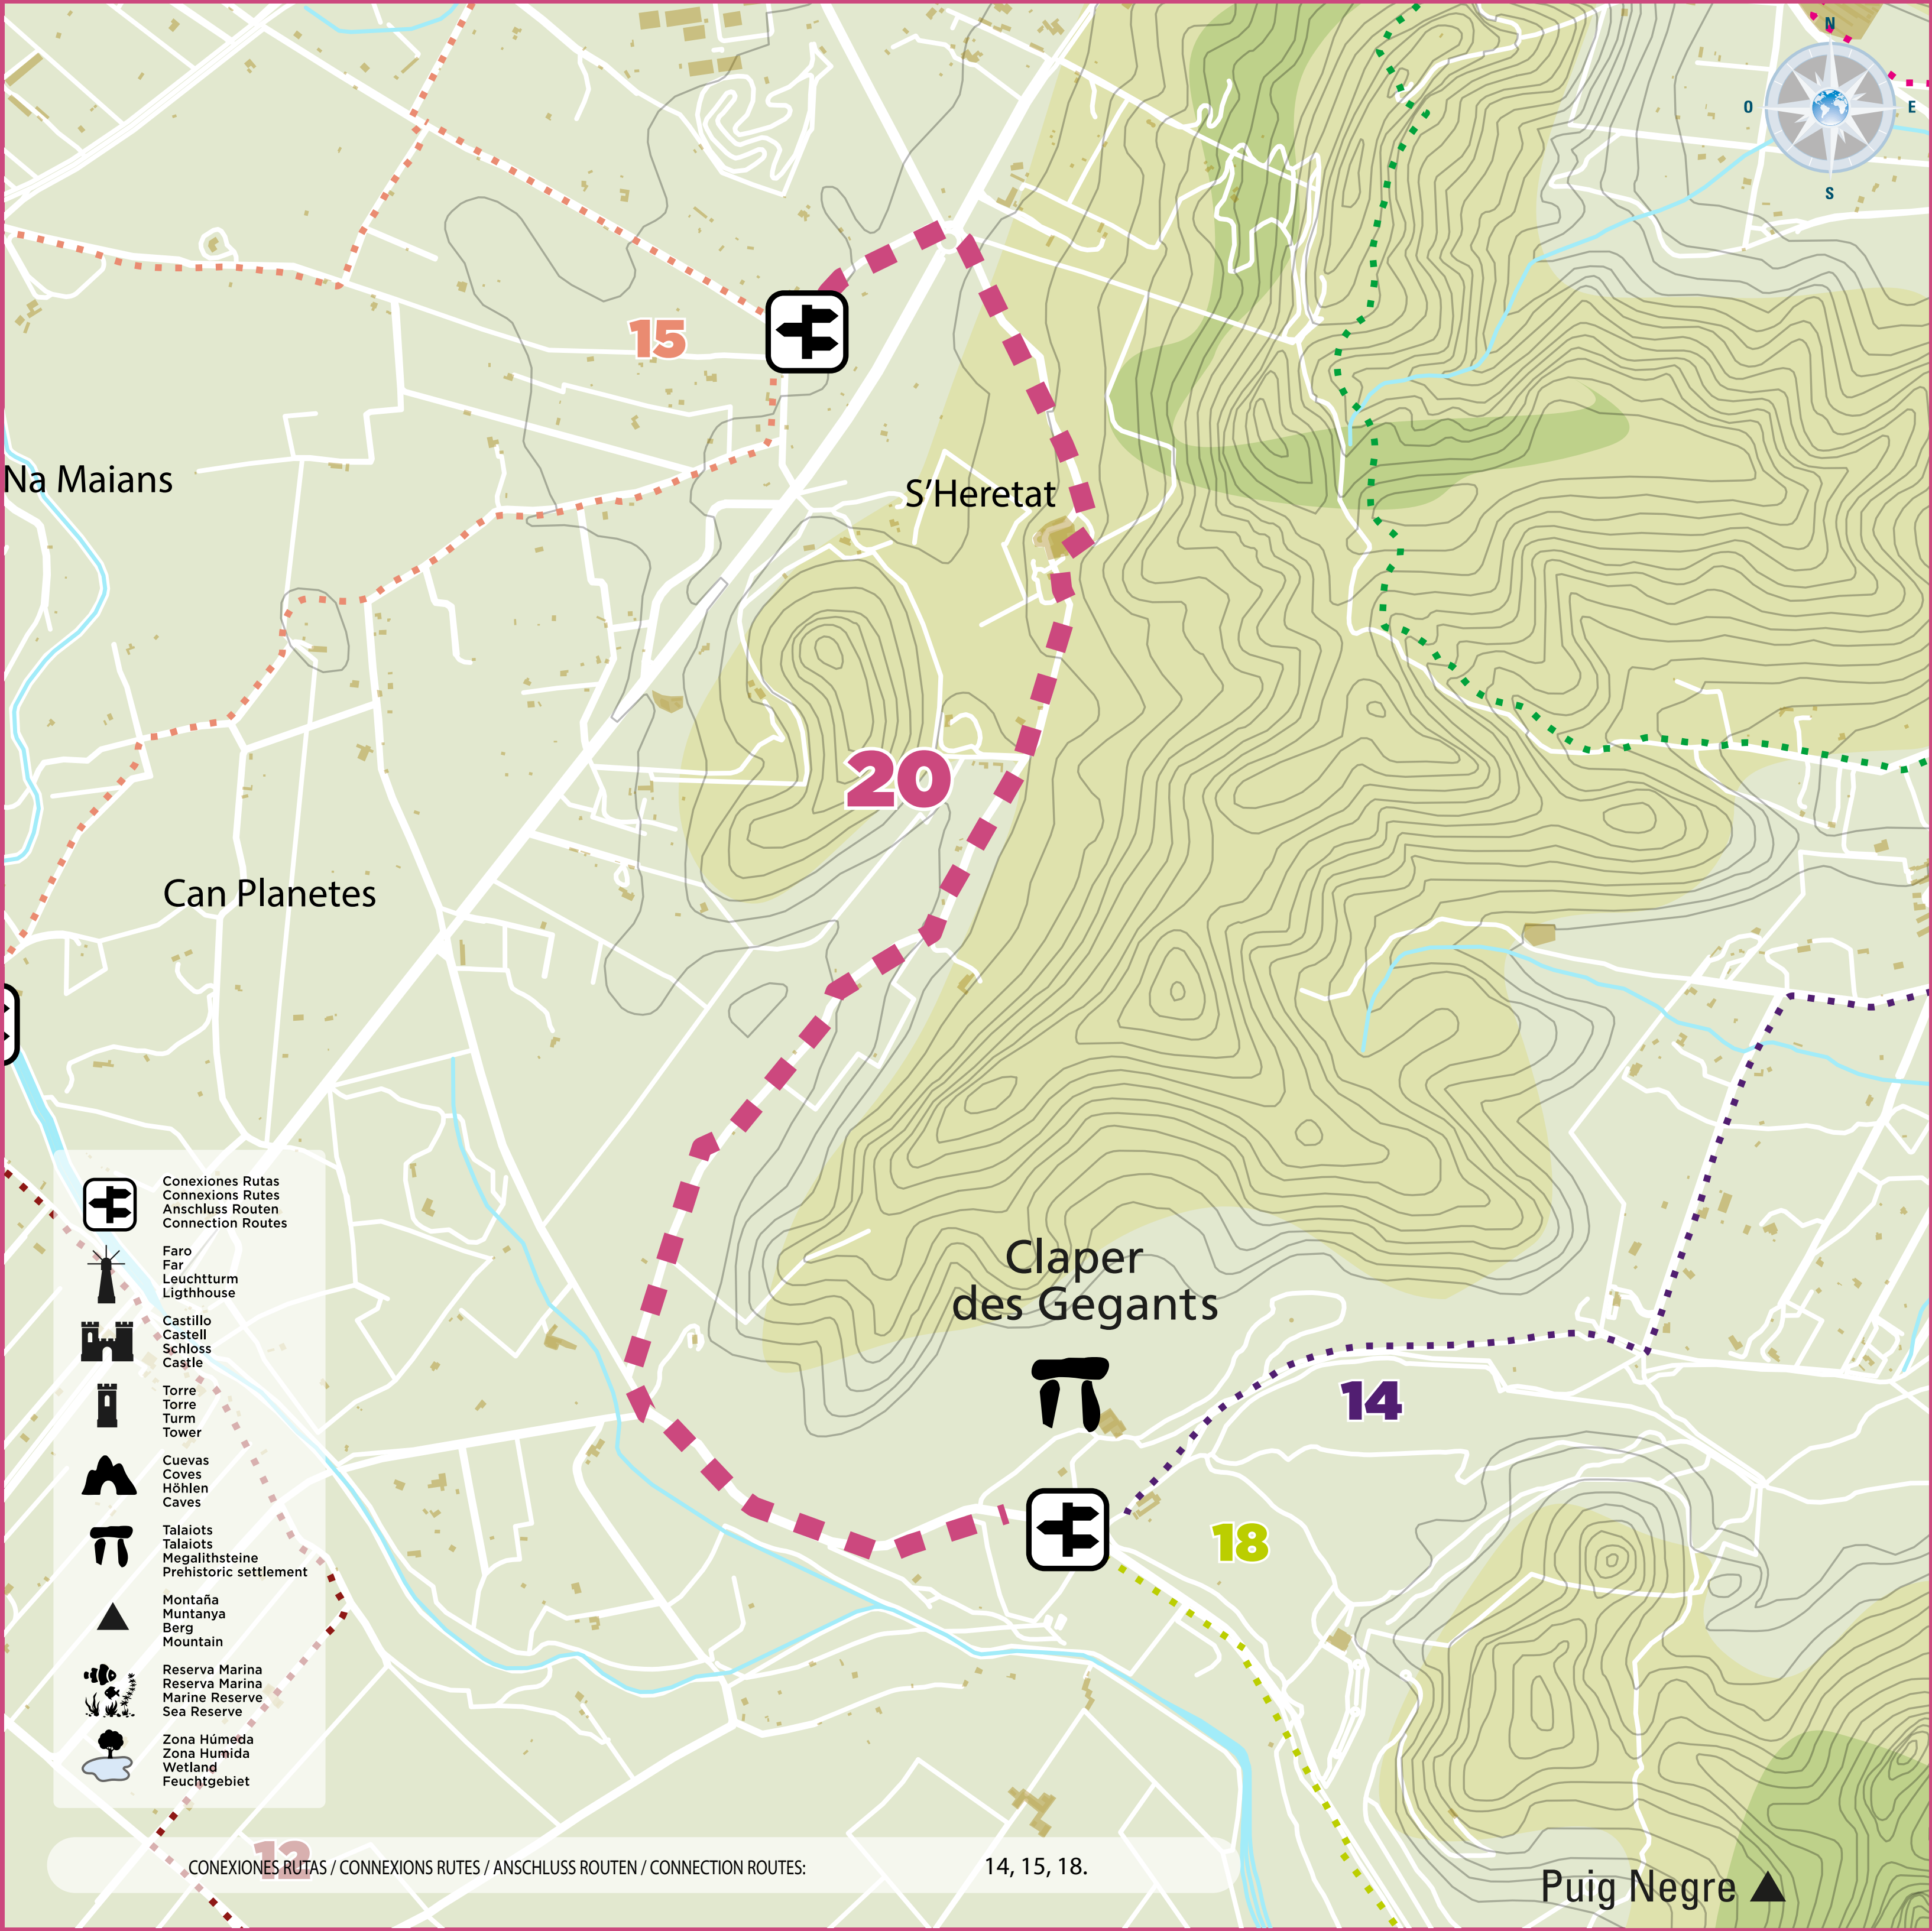 N
O
E
S
15
Na Maians
S'Heretat
20
Can Planetes
Claper
des Gegants
14
18
Conexiones Rutas
Connexions Rutes
Anschluss Routen
Connection Routes
Faro
Far
Leuchtturm
Ligthhouse
Castillo
Castell
Schloss
Castle
Torre
Torre
Turm
Tower
Cuevas
Coves
Höhlen
Caves
Talaiots
Talaiots
Megalithsteine
Prehistoric settlement
Montaña
Muntanya
Berg
Mountain
Reserva Marina
Reserva Marina
Marine Reserve
Sea Reserve
Zona Húmeda
Zona Humida
Wetland
Feuchtgebiet
12
CONEXIONES RUTAS / CONNEXIONS RUTES / ANSCHLUSS ROUTEN / CONNECTION ROUTES: 14, 15, 18.
Puig Negre